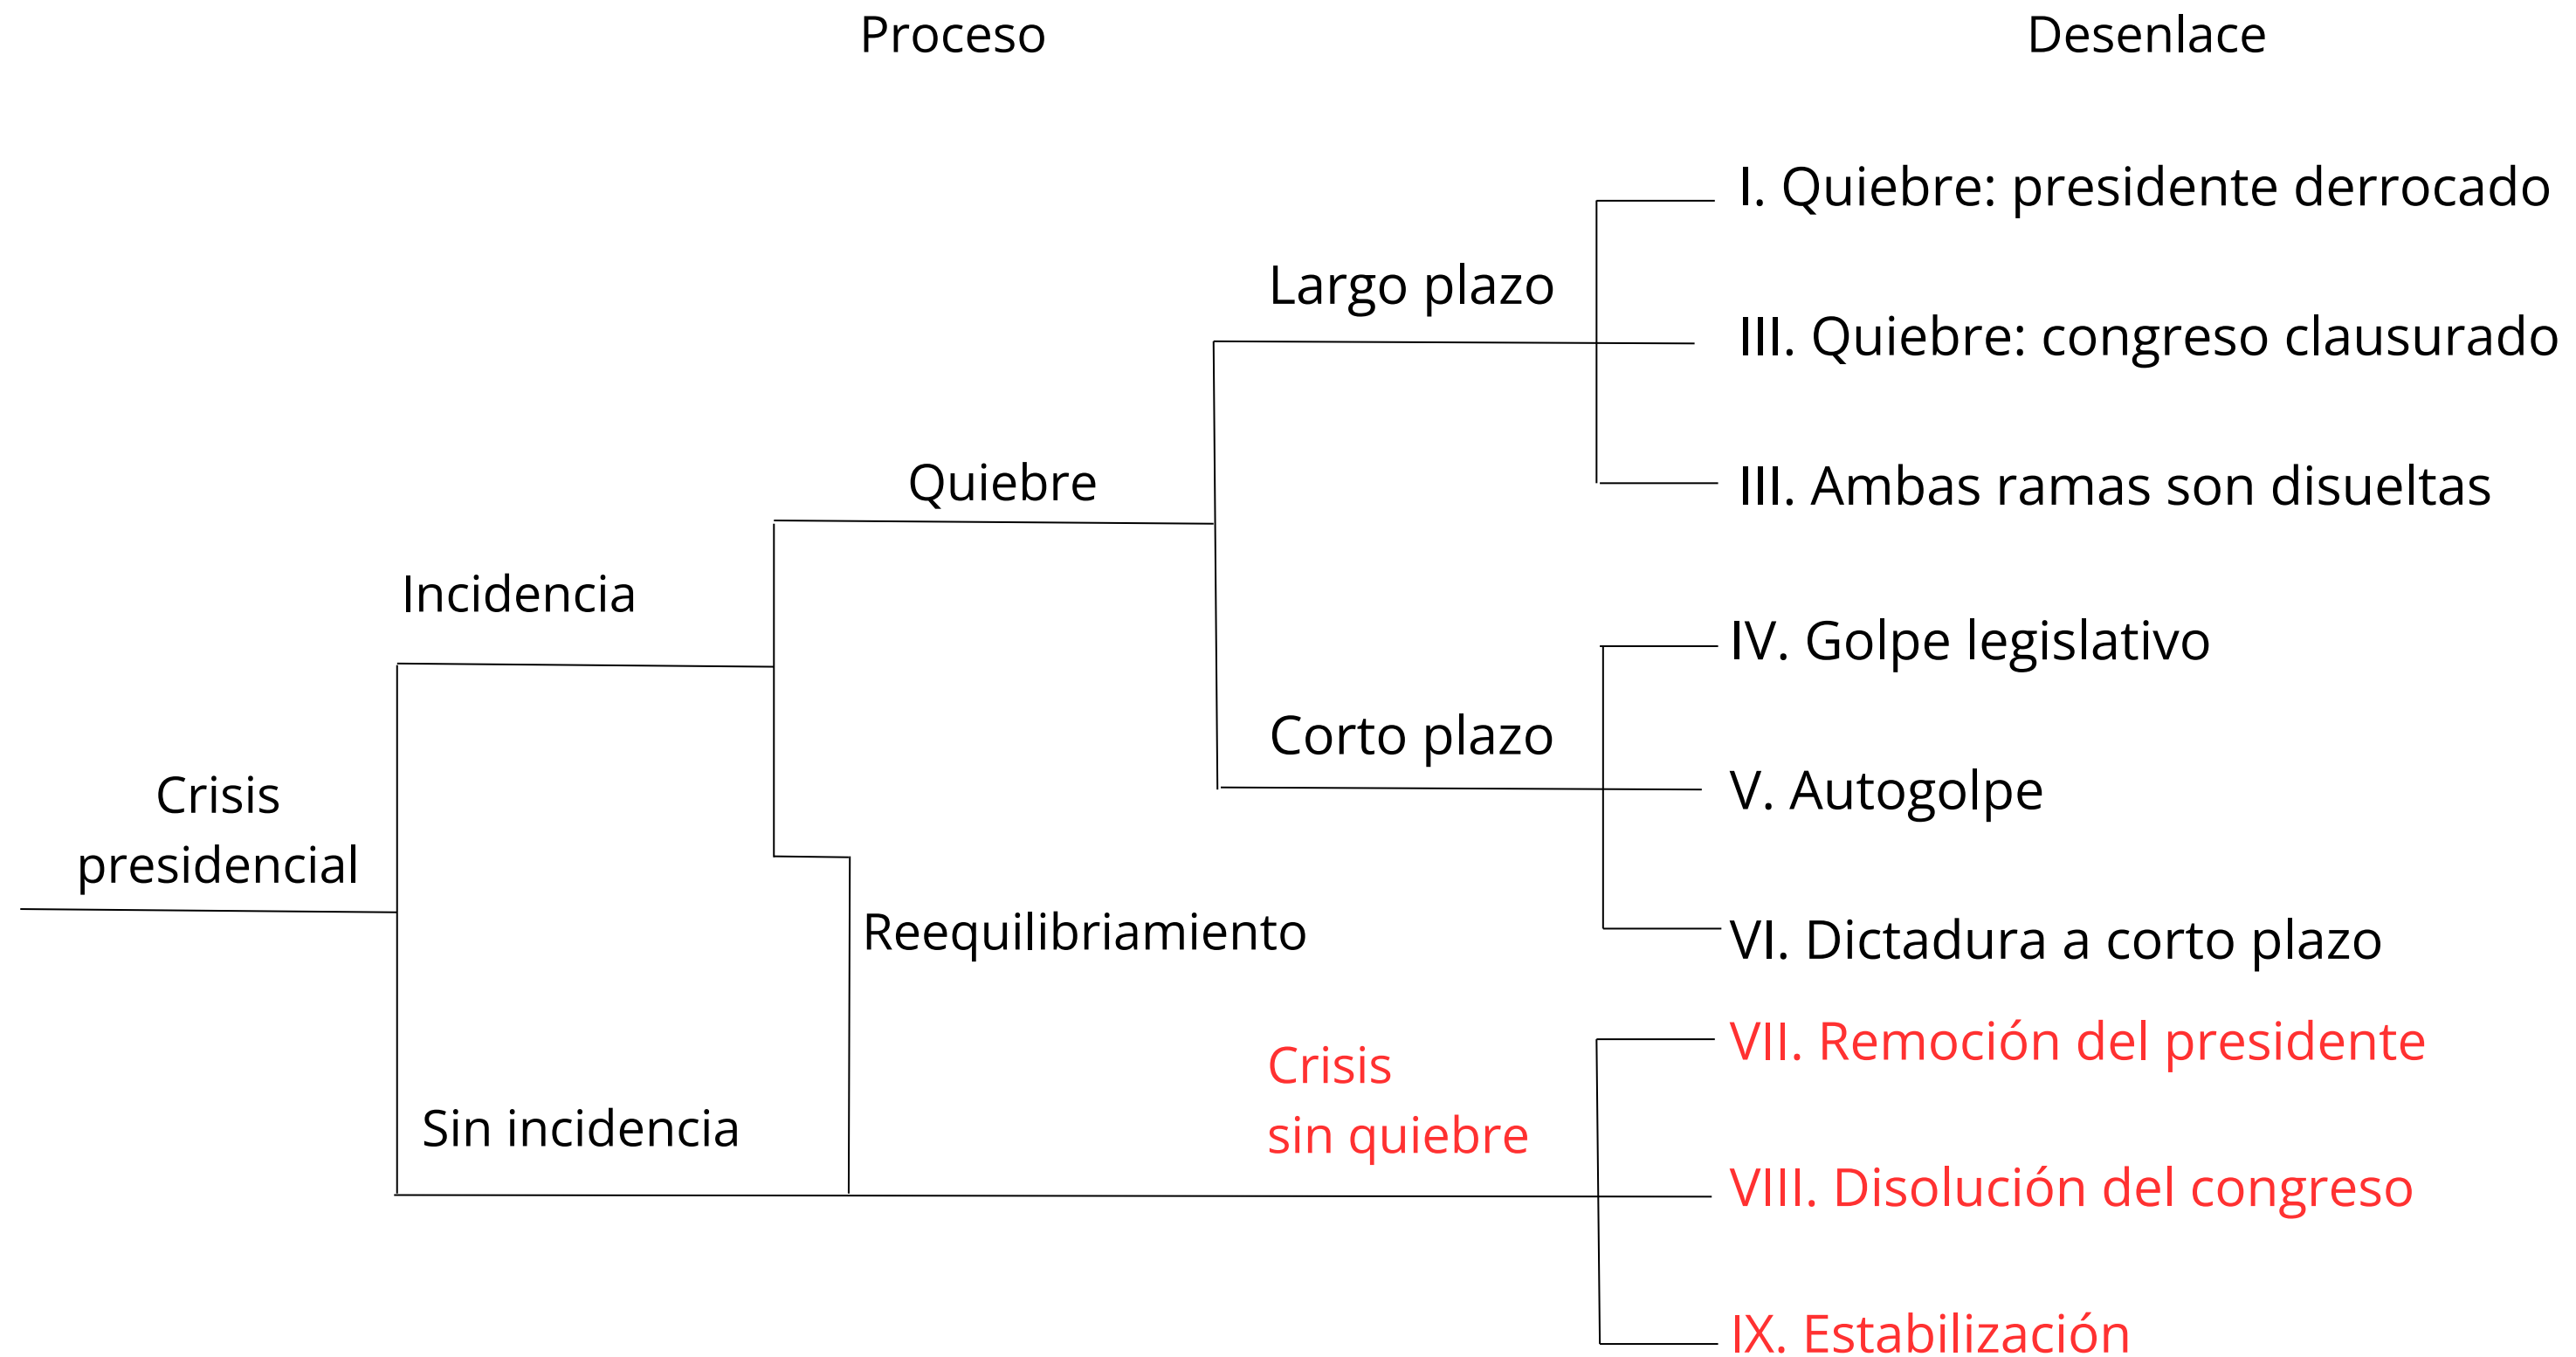 Proceso
Desenlace
I. Quiebre: presidente derrocado
Largo plazo
III. Quiebre: congreso clausurado
Quiebre
III. Ambas ramas son disueltas
Incidencia
IV. Golpe legislativo
Corto plazo
Crisis
presidencial
V. Autogolpe
Reequilibriamiento
VI. Dictadura a corto plazo
Crisis
sin quiebre
VII. Remoción del presidente
Sin incidencia
VIII. Disolución del congreso
IX. Estabilización